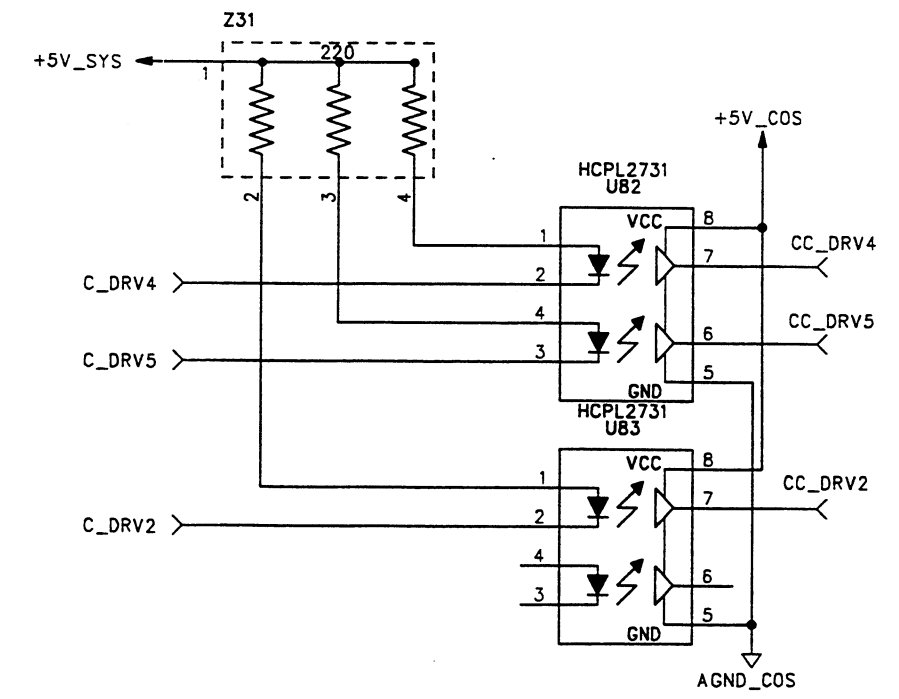 Z31
220
+5V_SYS
1
2
3
4
+5V_COS
HCPL2731
U82
VCC
8
1
7
CC_DRV4
C_DRV4
2
4
6
CC_DRV5
C_DRV5
3
5
GND
HCPL2731
U83
VCC
8
1
7
CC_DRV2
C_DRV2
2
4
6
3
5
GND
AGND_COS